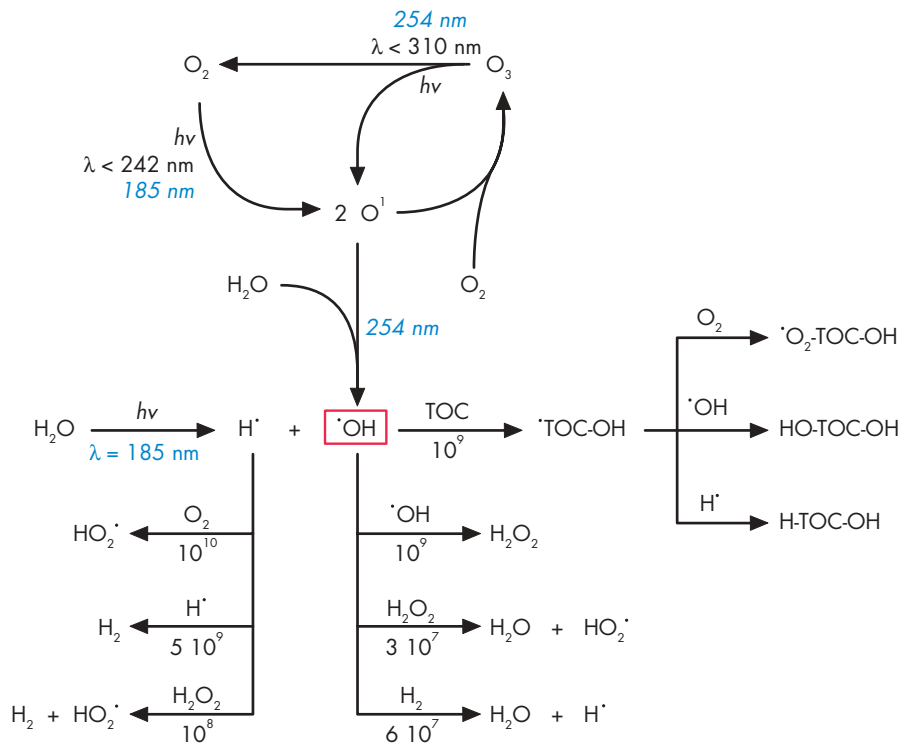 254 nm
λ < 310 nm
O₂ O₃
hν
hν
λ < 242 nm
185 nm
2 O¹
H₂O O₂
254 nm
O₂
˙O₂-TOC-OH
hν TOC ˙OH
H₂O H˙ + ˙OH ˙TOC-OH HO-TOC-OH
λ = 185 nm 10⁹
H˙
H-TOC-OH
O₂ ˙OH
HO₂˙ H₂O₂
10¹⁰ 10⁹
H˙ H₂O₂
H₂ H₂O + HO₂˙
5 10⁹ 3 10⁷
H₂O₂ H₂
H₂ + HO₂˙ H₂O + H˙
10⁸ 6 10⁷